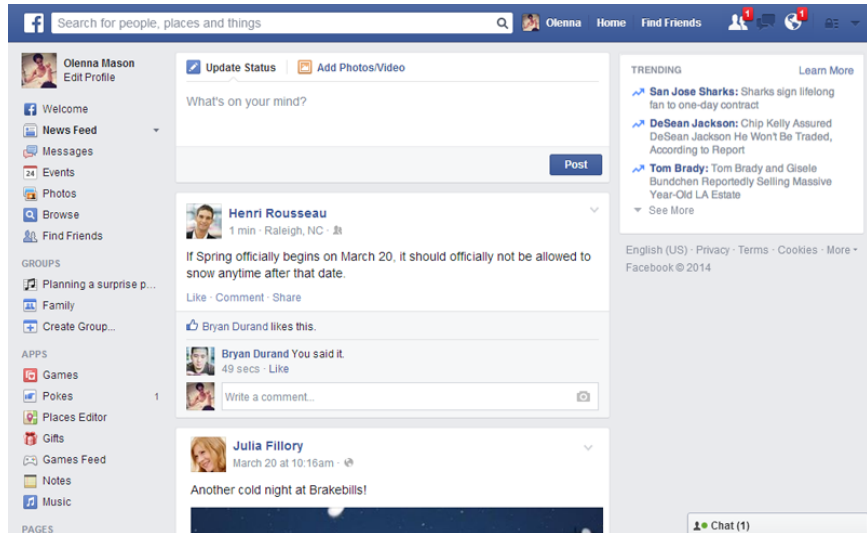 f
Search for people, places and things
Olenna Home Find Friends
1
1
Olenna Mason
Edit Profile
Welcome
News Feed
Messages
24 Events
Photos
Browse
Find Friends
GROUPS
Planning a surprise p...
Family
Create Group...
APPS
Games
Pokes 1
Places Editor
Gifts
Games Feed
Notes
Music
PAGES
Update Status Add Photos/Video
What's on your mind?
Post
Henri Rousseau
1 min · Raleigh, NC ·
If Spring officially begins on March 20, it should officially not be allowed to
snow anytime after that date.
Like · Comment · Share
Bryan Durand likes this.
Bryan Durand You said it.
49 secs · Like
Write a comment...
Julia Fillory
March 20 at 10:16am ·
Another cold night at Brakebills!
TRENDING Learn More
San Jose Sharks: Sharks sign lifelong
fan to one-day contract
DeSean Jackson: Chip Kelly Assured
DeSean Jackson He Won't Be Traded,
According to Report
Tom Brady: Tom Brady and Gisele
Bundchen Reportedly Selling Massive
Year-Old LA Estate
See More
English (US) · Privacy · Terms · Cookies · More
Facebook © 2014
Chat (1)